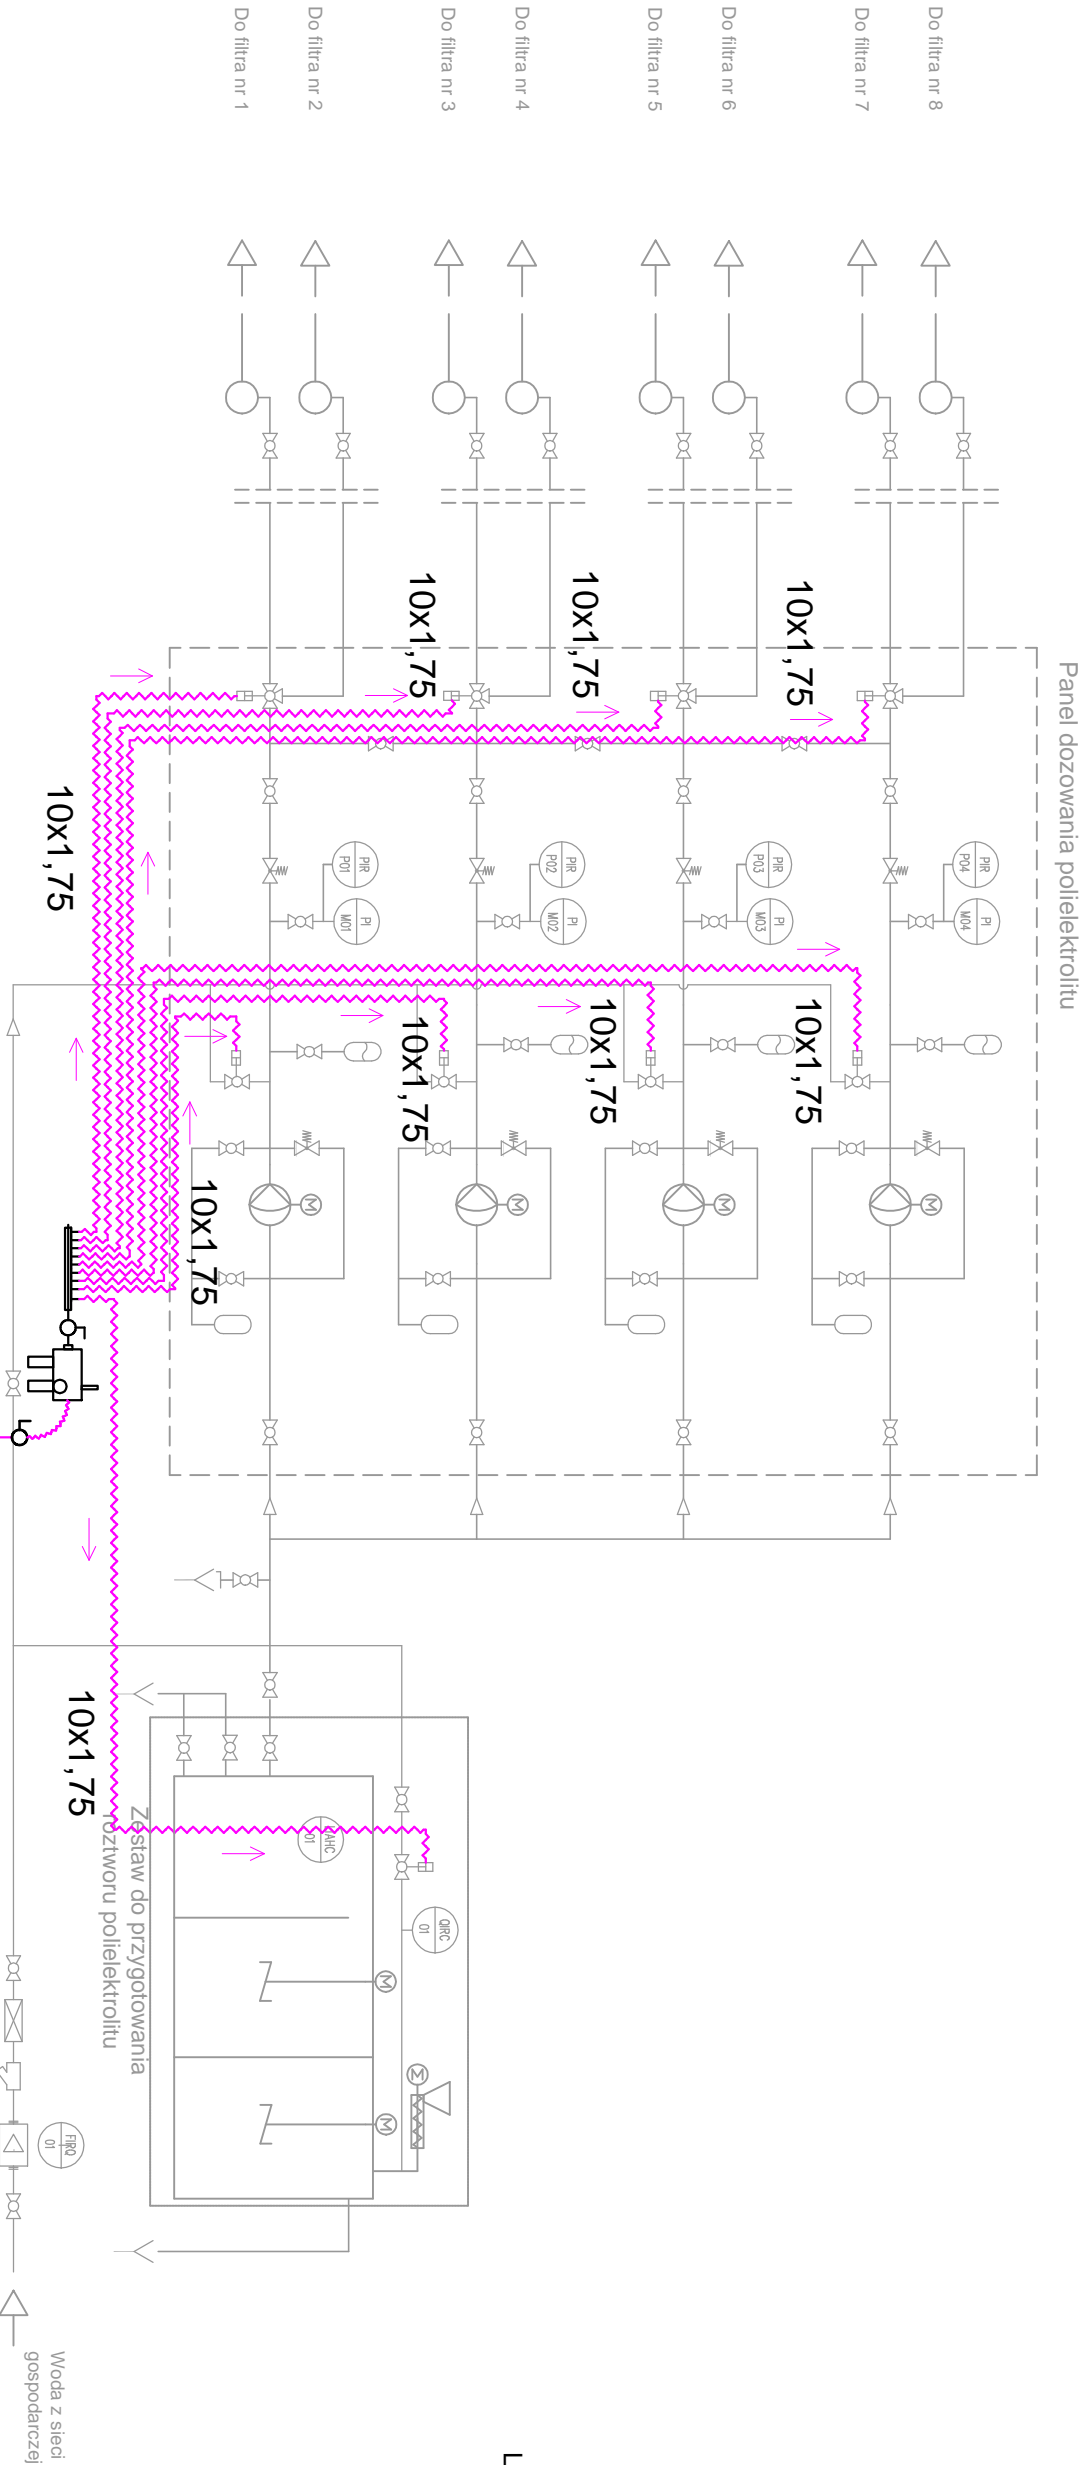 Panel dozowania polielektrolitu
Do filtra nr 8
Do filtra nr 7
Do filtra nr 6
Do filtra nr 5
Do filtra nr 4
Do filtra nr 3
Do filtra nr 2
Do filtra nr 1
10x1,75
10x1,75
10x1,75
10x1,75
PIR
P04
PI
M04
PIR
P03
PI
M03
PIR
P02
PI
M02
PIR
P01
PI
M01
10x1,75
10x1,75
10x1,75
10x1,75
M
M
M
M
10x1,75
01
QIRC
01
M
M
M
Zestaw do przygotowania
roztworu polielektrolitu
FIRQ
01
Woda z sieci
gospodarczej
L